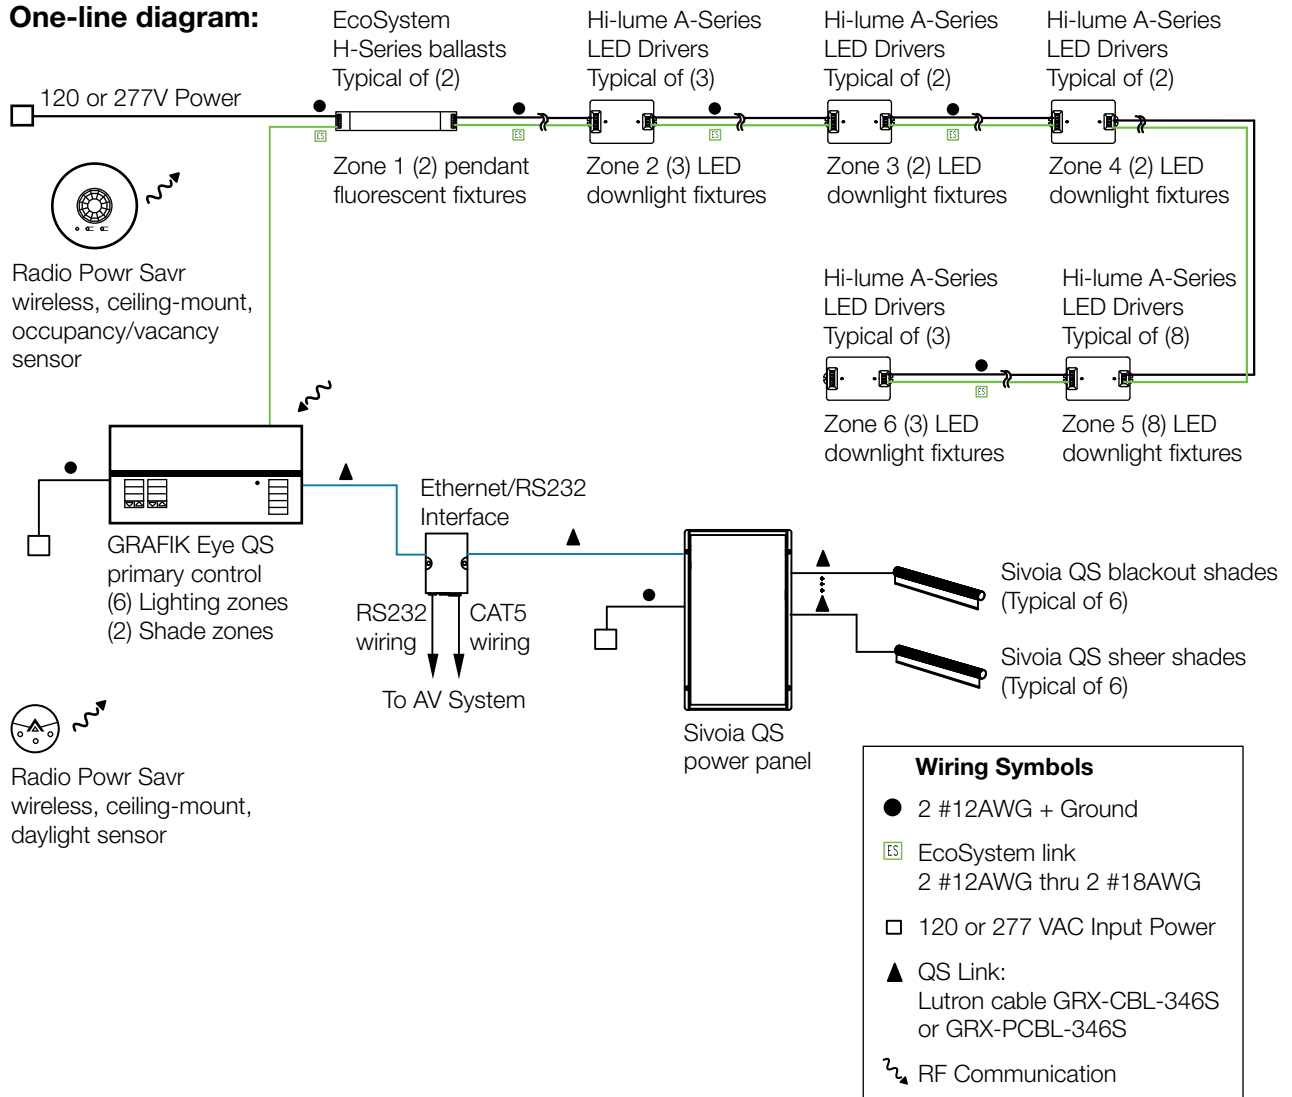 One-line diagram:
EcoSystem
H-Series ballasts
Typical of (2)
Hi-lume A-Series
LED Drivers
Typical of (3)
Hi-lume A-Series
LED Drivers
Typical of (2)
Hi-lume A-Series
LED Drivers
Typical of (2)
120 or 277V Power
ES
ES
ES
ES
Zone 1 (2) pendant
fluorescent fixtures
Zone 2 (3) LED
downlight fixtures
Zone 3 (2) LED
downlight fixtures
Zone 4 (2) LED
downlight fixtures
Radio Powr Savr
wireless, ceiling-mount,
occupancy/vacancy
sensor
Hi-lume A-Series
LED Drivers
Typical of (3)
Hi-lume A-Series
LED Drivers
Typical of (8)
ES
Zone 6 (3) LED
downlight fixtures
Zone 5 (8) LED
downlight fixtures
GRAFIK Eye QS
primary control
(6) Lighting zones
(2) Shade zones
Ethernet/RS232
Interface
RS232
wiring
CAT5
wiring
To AV System
Sivoia QS blackout shades
(Typical of 6)
Sivoia QS sheer shades
(Typical of 6)
Sivoia QS
power panel
Radio Powr Savr
wireless, ceiling-mount,
daylight sensor
Wiring Symbols
2 #12AWG + Ground
ES EcoSystem link
2 #12AWG thru 2 #18AWG
120 or 277 VAC Input Power
QS Link:
Lutron cable GRX-CBL-346S
or GRX-PCBL-346S
RF Communication